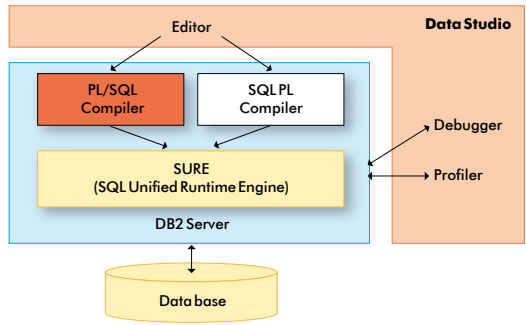 Editor
Data Studio
PL/SQL
Compiler
SQL PL
Compiler
Debugger
SURE
(SQL Unified Runtime Engine)
Profiler
DB2 Server
Data base